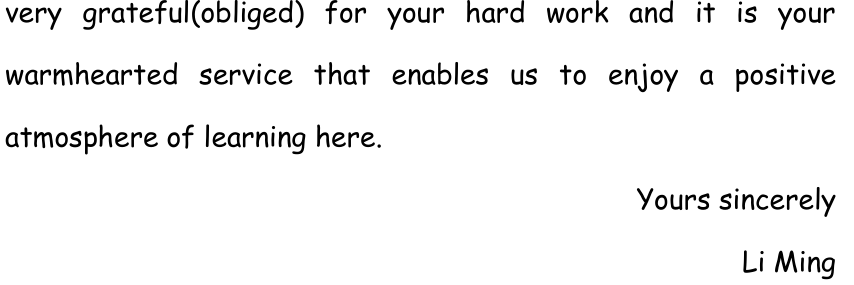 very grateful(obliged) for your hard work and it is your
warmhearted service that enables us to enjoy a positive
atmosphere of learning here.
Yours sincerely
Li Ming